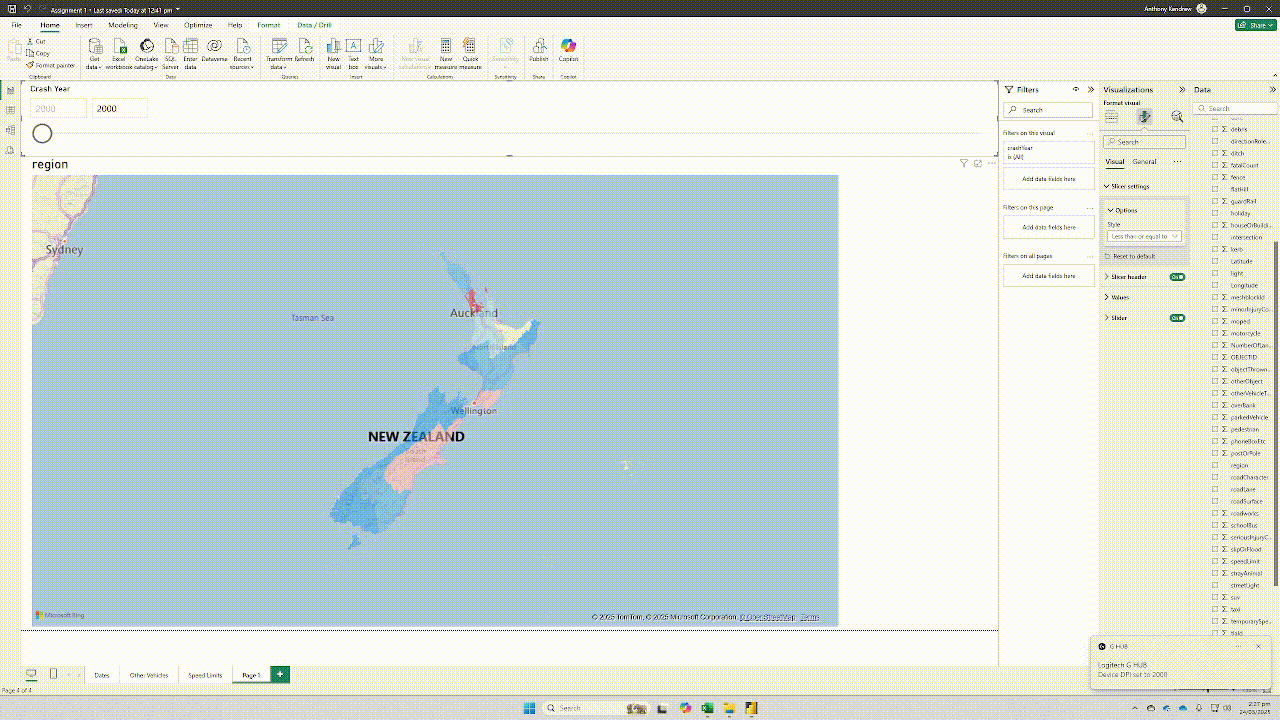 Assignment 1 • Last saved: Today at 12:41 pm
Anthony Kendrew
File Home Insert Modeling View Optimize Help Format Data / Drill
Share
Paste
Cut
Copy
Format painter
Get data
Excel workbook
OneLake catalog
SQL Server
Enter data
Dataverse
Recent sources
Transform data
Refresh
New visual
Text box
More visuals
New visual calculation
New measure
Quick measure
Sensitivity
Publish
Copilot
Clipboard
Data
Queries
Insert
Calculations
Sensitivity
Share
Copilot
Crash Year
2000
2000
region
Sydney
Tasman Sea
Auckland
North Island
Wellington
NEW ZEALAND
South Island
Microsoft Bing
© 2025 TomTom, © 2025 Microsoft Corporation, © OpenStreetMap Terms
Filters
Search
Filters on this visual
crashYear
is (All)
Add data fields here
Filters on this page
Add data fields here
Filters on all pages
Add data fields here
Visualizations
Format visual
Search
Visual General
Slicer settings
Options
Style
Less than or equal to
Reset to default
Slicer header On
Values
Slider On
Data
Search
debris
directionRole...
ditch
fatalCount
fence
flatHill
guardRail
holiday
houseOrBuildi...
intersection
kerb
Latitude
light
Longitude
meshblockId
minorInjuryCo...
moped
motorcycle
NumberOfLan...
OBJECTID
objectThrown...
otherObject
otherVehicleT...
overBank
parkedVehicle
pedestrian
phoneBoxEtc
postOrPole
region
roadCharacter
roadLane
roadSurface
roadworks
schoolBus
seriousInjuryC...
slipOrFlood
speedLimit
strayAnimal
streetLight
suv
taxi
temporarySpe...
tlaId
G HUB
Logitech G HUB
Device DPI set to 2000
Dates Other Vehicles Speed Limits Page 1
Page 4 of 4
Search
2:27 pm
24/03/2025